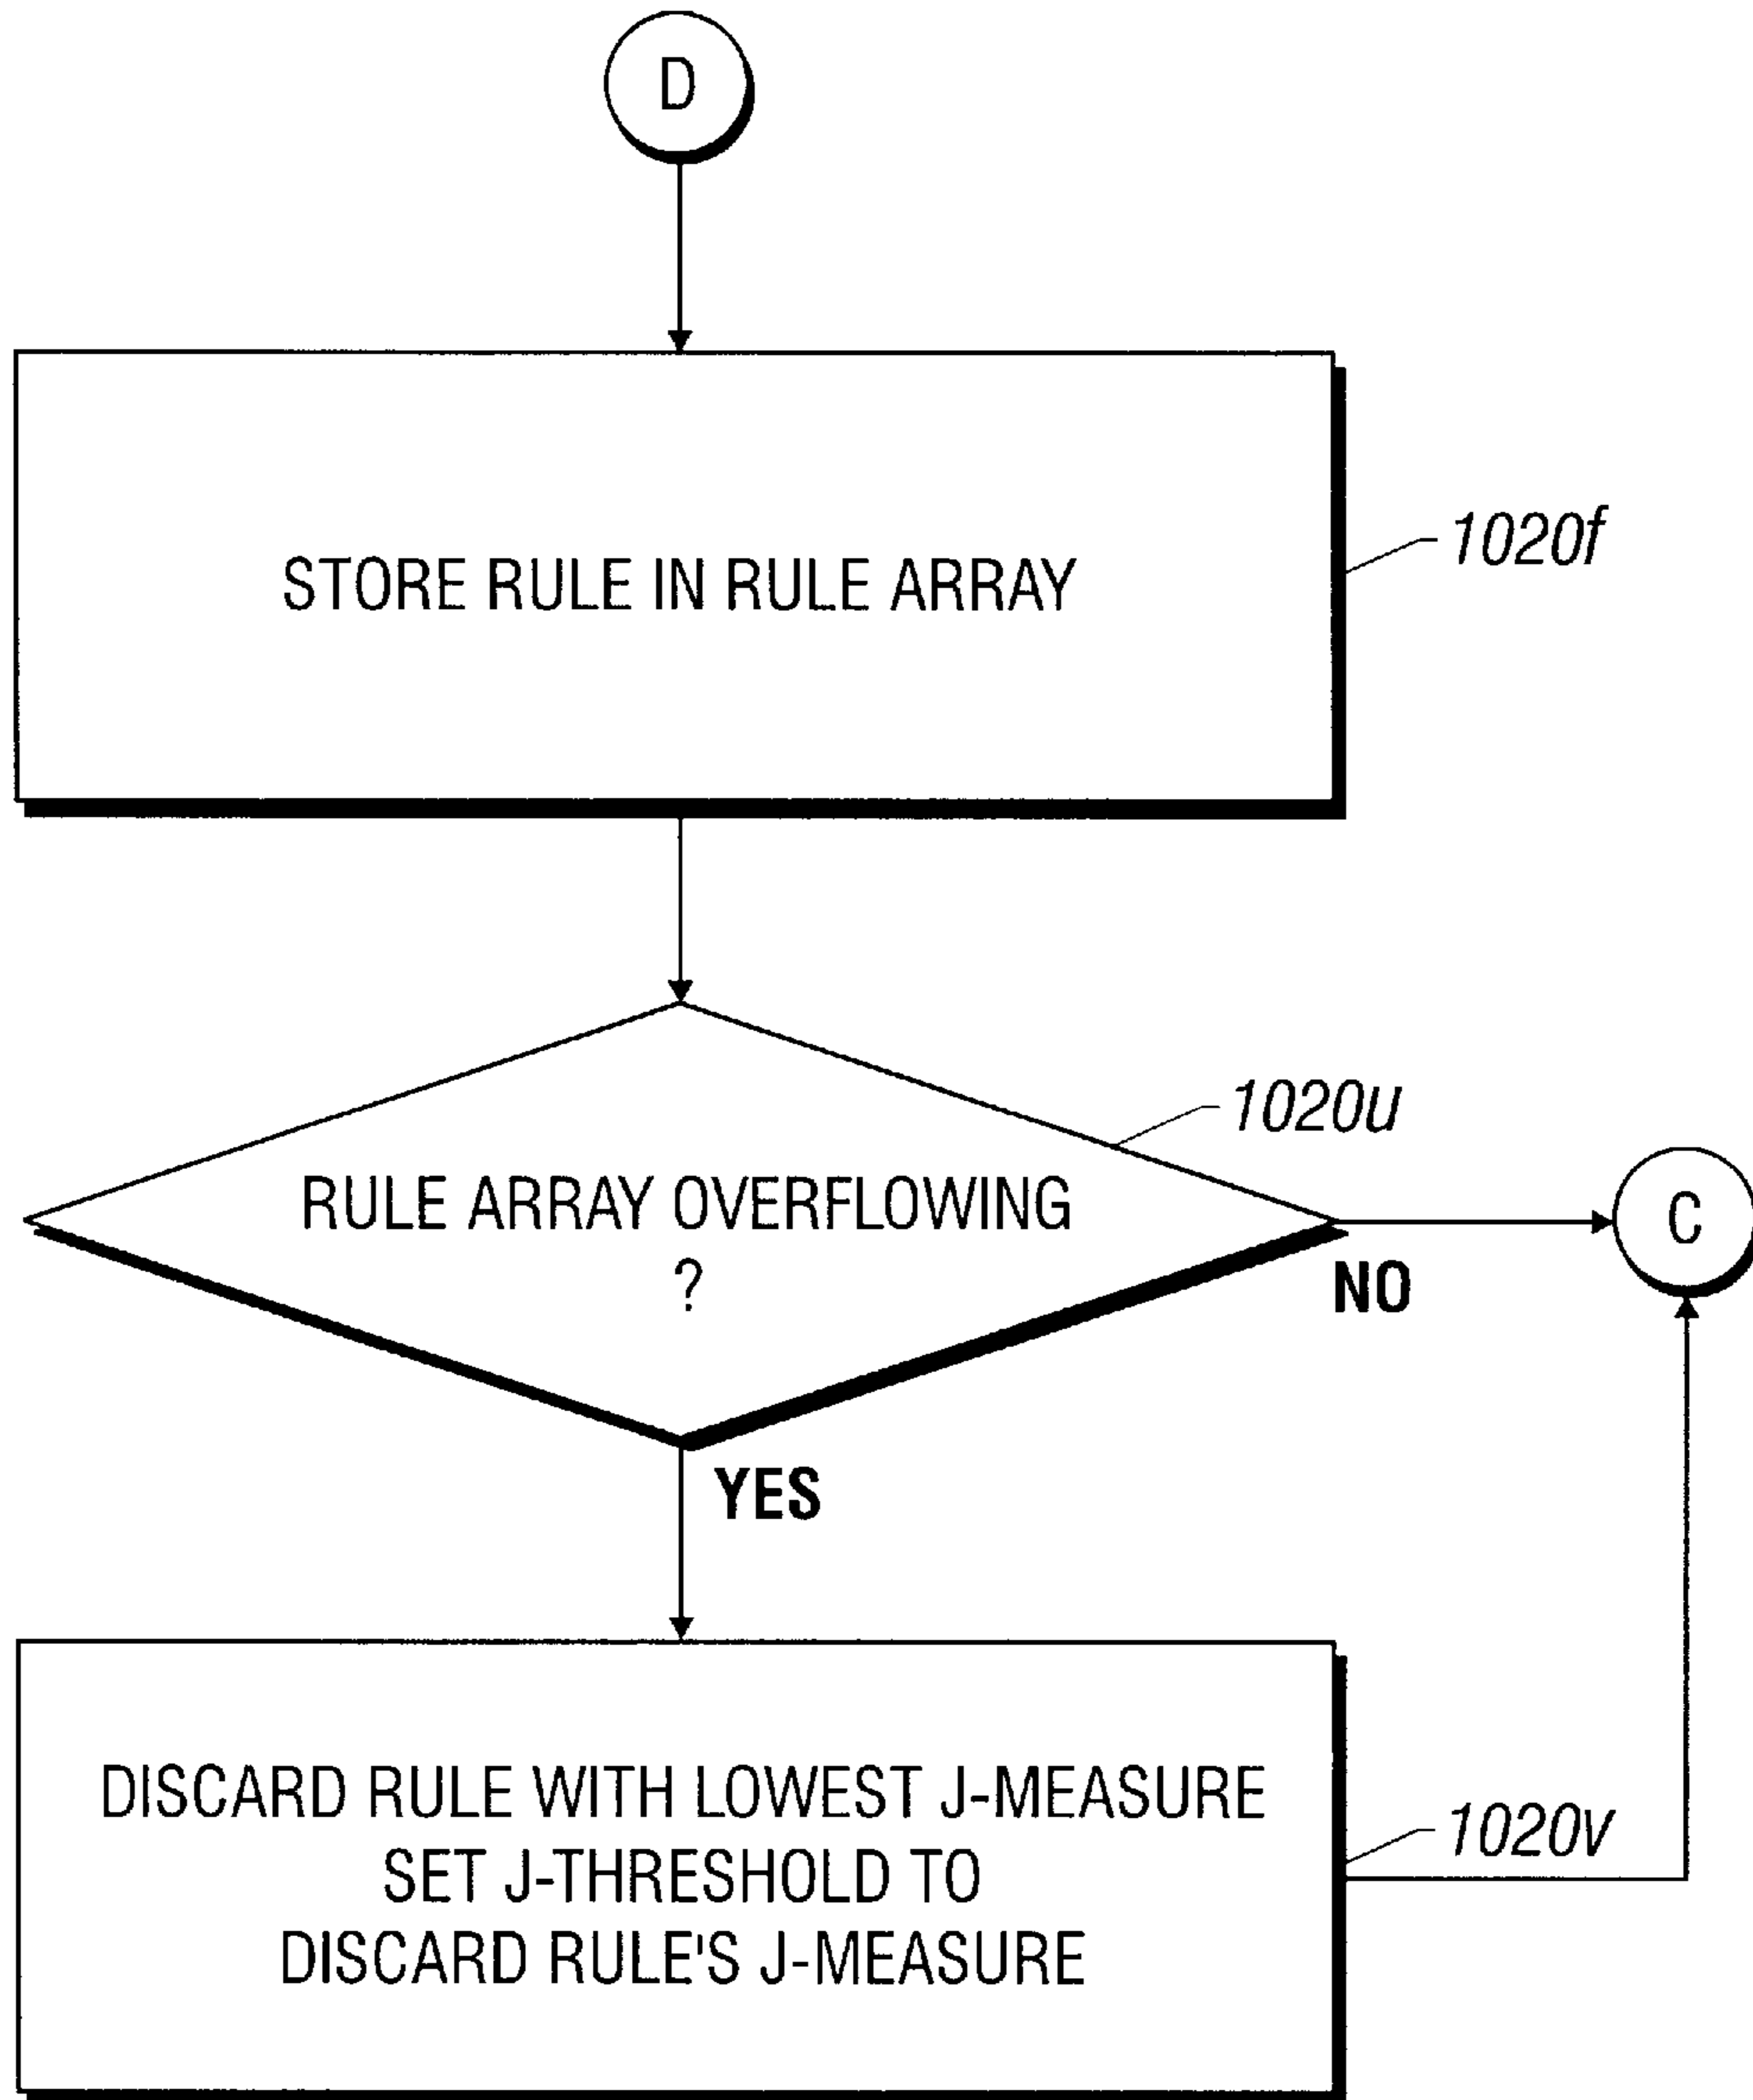 D
STORE RULE IN RULE ARRAY
1020f
1020u
RULE ARRAY OVERFLOWING
?
C
NO
YES
DISCARD RULE WITH LOWEST J-MEASURE
SET J-THRESHOLD TO
DISCARD RULE'S J-MEASURE
1020v